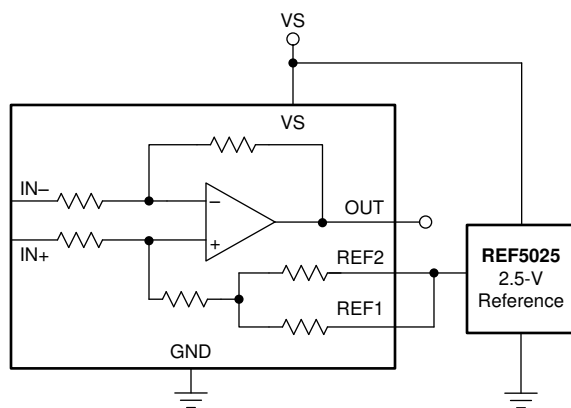 VS
VS
IN–
–
OUT
IN+
+
REF2
REF1
GND
REF5025
2.5-V
Reference